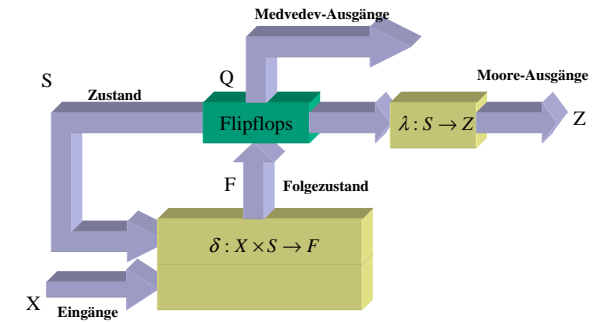 Medvedev-Ausgänge
S
Q
Moore-Ausgänge
Zustand
Flipflops
λ : S → Z
Z
F
Folgezustand
δ : X × S → F
X
Eingänge